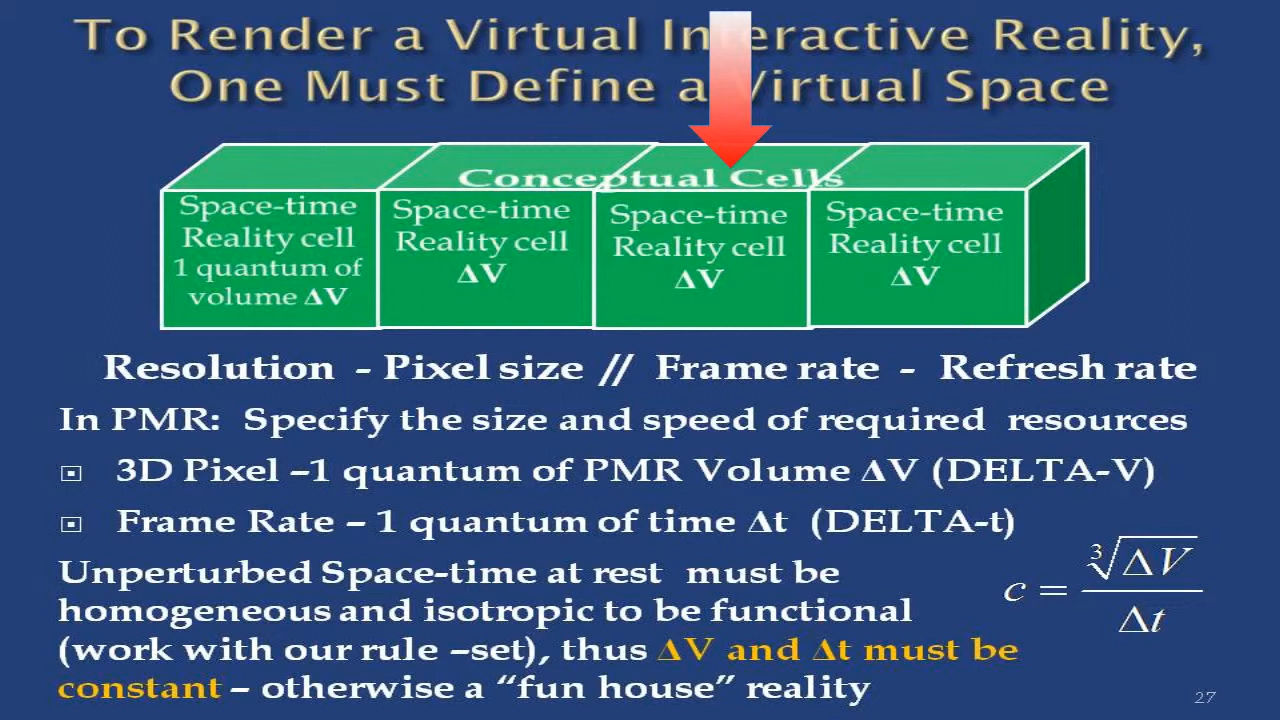 To Render a Virtual Interactive Reality,
One Must Define a Virtual Space
Conceptual Cells
Space-time
Reality cell
1 quantum of
volume ΔV
Space-time
Reality cell
ΔV
Space-time
Reality cell
ΔV
Space-time
Reality cell
ΔV
Resolution - Pixel size // Frame rate - Refresh rate
In PMR: Specify the size and speed of required resources
3D Pixel –1 quantum of PMR Volume ΔV (DELTA-V)
Frame Rate – 1 quantum of time Δt (DELTA-t)
Unperturbed Space-time at rest must be
homogeneous and isotropic to be functional
(work with our rule –set), thus ΔV and Δt must be
constant – otherwise a “fun house” reality
c = ∛ΔV / Δt
27